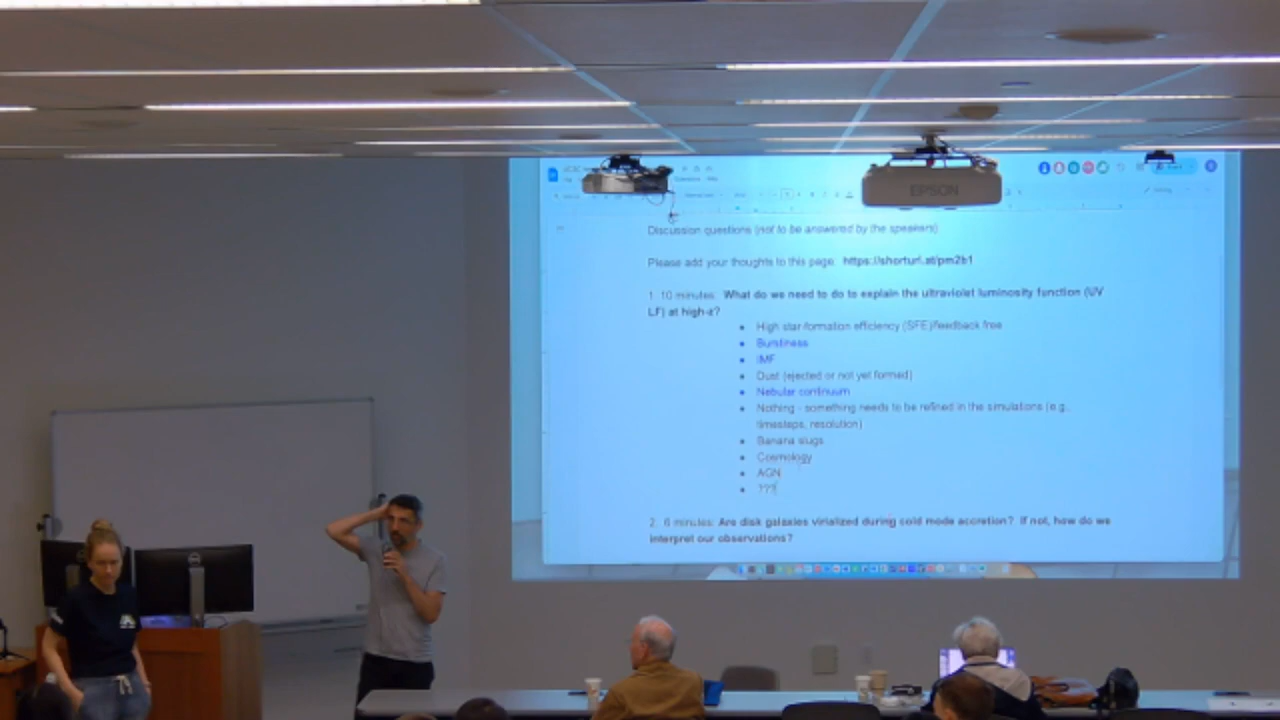 Discussion questions (not to be answered by the speakers)
Please add your thoughts to this page: https://shorturl.at/pm2b1
1. 10 minutes: What do we need to do to explain the ultraviolet luminosity function (UV
LF) at high-z?
High star formation efficiency (SFE)/feedback free
Burstiness
IMF
Dust (ejected or not yet formed)
Nebular continuum
Nothing - something needs to be refined in the simulations (e.g.,
timesteps, resolution)
Banana slugs
Cosmology
AGN
???
2. 6 minutes: Are disk galaxies virialized during cold mode accretion? If not, how do we
interpret our observations?
EPSON